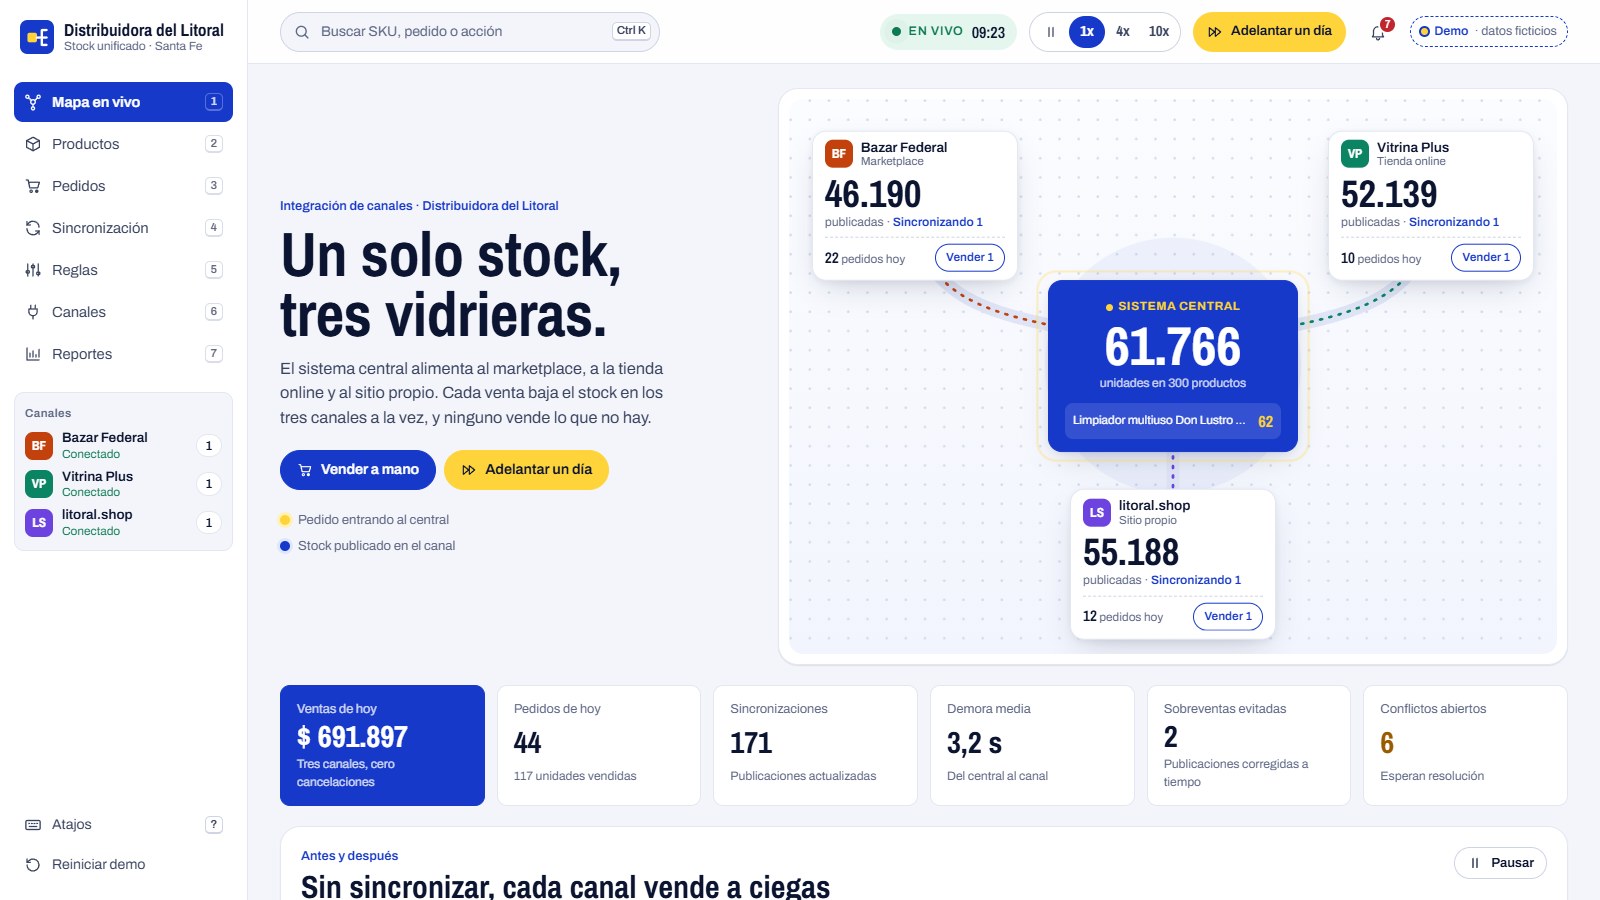 Distribuidora del Litoral
Stock unificado · Santa Fe
Buscar SKU, pedido o acción
Ctrl K
EN VIVO 09:23
1x 4x 10x
Adelantar un día
7
Demo · datos ficticios
Mapa en vivo 1
Productos 2
Pedidos 3
Sincronización 4
Reglas 5
Canales 6
Reportes 7
Canales
BF Bazar Federal
Conectado
1
VP Vitrina Plus
Conectado
1
LS litoral.shop
Conectado
1
Atajos ?
Reiniciar demo
Integración de canales · Distribuidora del Litoral
Un solo stock,
tres vidrieras.
El sistema central alimenta al marketplace, a la tienda
online y al sitio propio. Cada venta baja el stock en los
tres canales a la vez, y ninguno vende lo que no hay.
Vender a mano
Adelantar un día
Pedido entrando al central
Stock publicado en el canal
BF Bazar Federal
Marketplace
46.190
publicadas · Sincronizando 1
22 pedidos hoy
Vender 1
VP Vitrina Plus
Tienda online
52.139
publicadas · Sincronizando 1
10 pedidos hoy
Vender 1
SISTEMA CENTRAL
61.766
unidades en 300 productos
Limpiador multiuso Don Lustro ... 62
LS litoral.shop
Sitio propio
55.188
publicadas · Sincronizando 1
12 pedidos hoy
Vender 1
Ventas de hoy
$ 691.897
Tres canales, cero
cancelaciones
Pedidos de hoy
44
117 unidades vendidas
Sincronizaciones
171
Publicaciones actualizadas
Demora media
3,2 s
Del central al canal
Sobreventas evitadas
2
Publicaciones corregidas a
tiempo
Conflictos abiertos
6
Esperan resolución
Antes y después
Sin sincronizar, cada canal vende a ciegas
Pausar